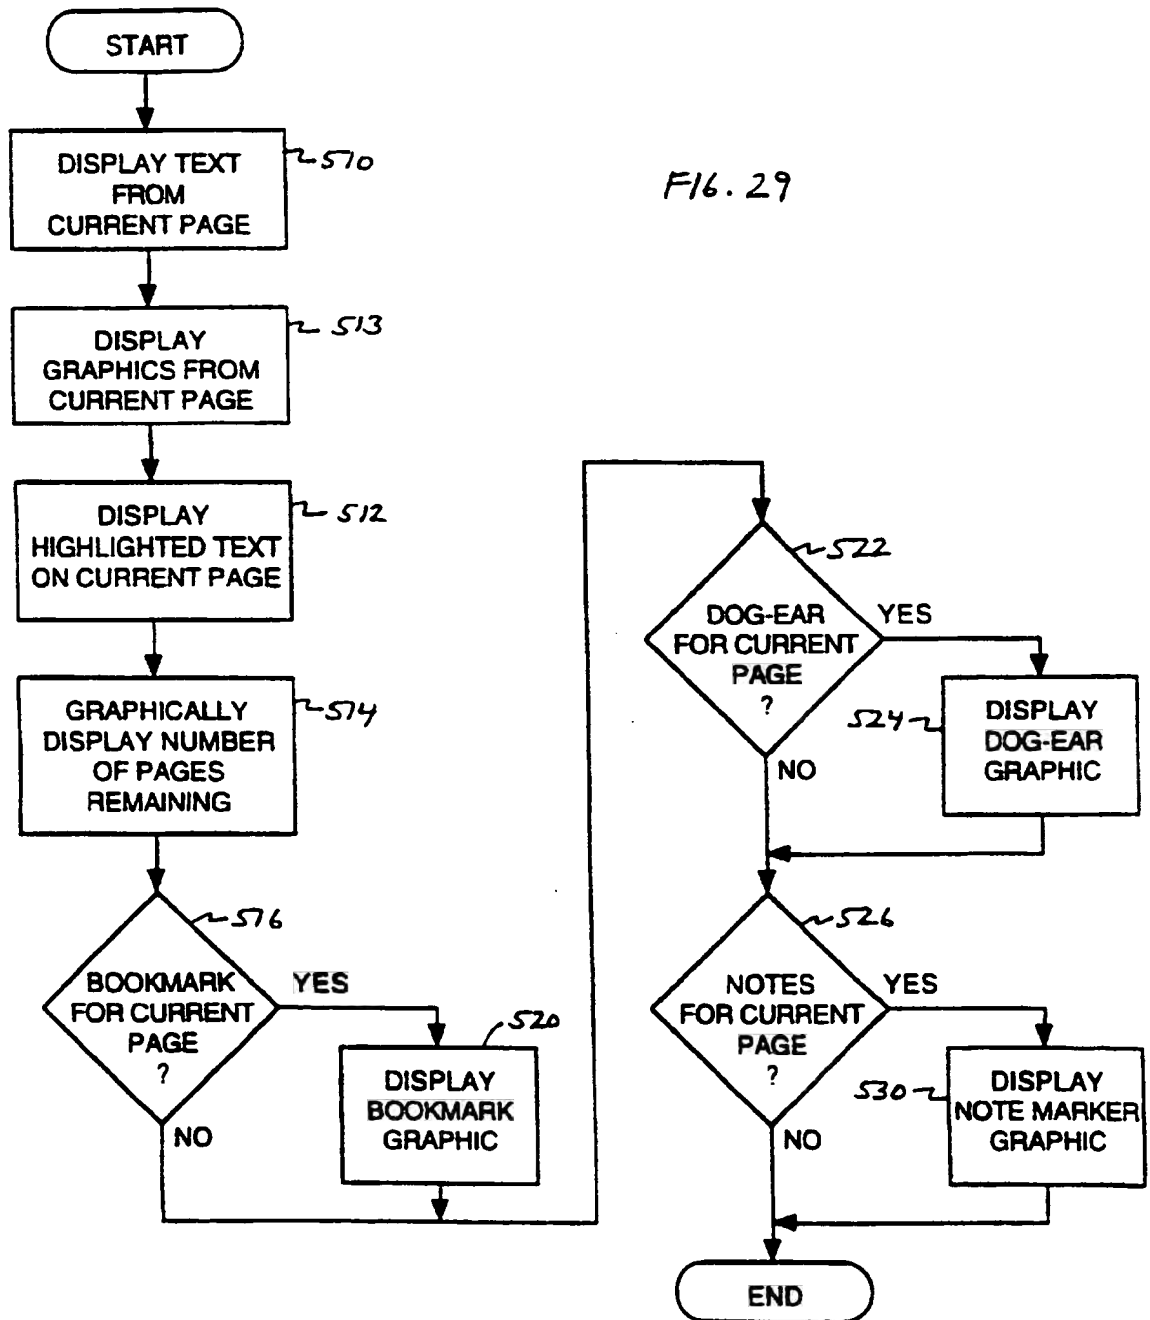 START
DISPLAY TEXT
FROM
CURRENT PAGE
510
FIG. 29
DISPLAY
GRAPHICS FROM
CURRENT PAGE
513
DISPLAY
HIGHLIGHTED TEXT
ON CURRENT PAGE
512
GRAPHICALLY
DISPLAY NUMBER
OF PAGES
REMAINING
514
BOOKMARK
FOR CURRENT
PAGE
?
516
YES
NO
DISPLAY
BOOKMARK
GRAPHIC
520
DOG-EAR
FOR CURRENT
PAGE
?
522
YES
NO
524
DISPLAY
DOG-EAR
GRAPHIC
NOTES
FOR CURRENT
PAGE
?
526
YES
NO
530
DISPLAY
NOTE MARKER
GRAPHIC
END